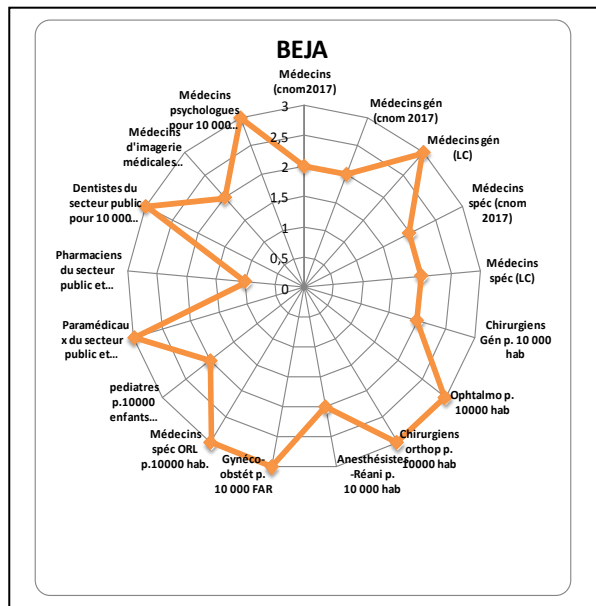 BEJA
Médecins
(cnom2017)
Médecins gén
(cnom 2017)
Médecins gén
(LC)
Médecins
spéc (cnom
2017)
Médecins
spéc (LC)
Chirurgiens
Gén p. 10 000
hab
Ophtalmo p.
10000 hab
Chirurgiens
orthop p.
10000 hab
Anesthésistes
-Réani p.
10 000 hab
Gynéco-
obstét p.
10 000 FAR
Médecins
spéc ORL
p.10000 hab.
pediatres
p.10000
enfants...
Paramédicau
x du secteur
public et...
Pharmaciens
du secteur
public et...
Dentistes du
secteur public
pour 10 000...
Médecins
d'imagerie
médicales...
Médecins
psychologues
pour 10 000...
3
2,5
2
1,5
1
0,5
0